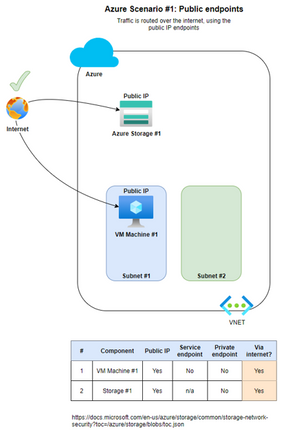 Azure Scenario #1: Public endpoints
Traffic is routed over the internet, using the
public IP endpoints
Azure
Internet
Public IP
Azure Storage #1
Public IP
VM Machine #1
Subnet #1
Subnet #2
VNET
# Component Public IP Service endpoint Private endpoint Via internet?
1 VM Machine #1 Yes No No Yes
2 Storage #1 Yes n/a No Yes
https://docs.microsoft.com/en-us/azure/storage/common/storage-network-
security?toc=/azure/storage/blobs/toc.json